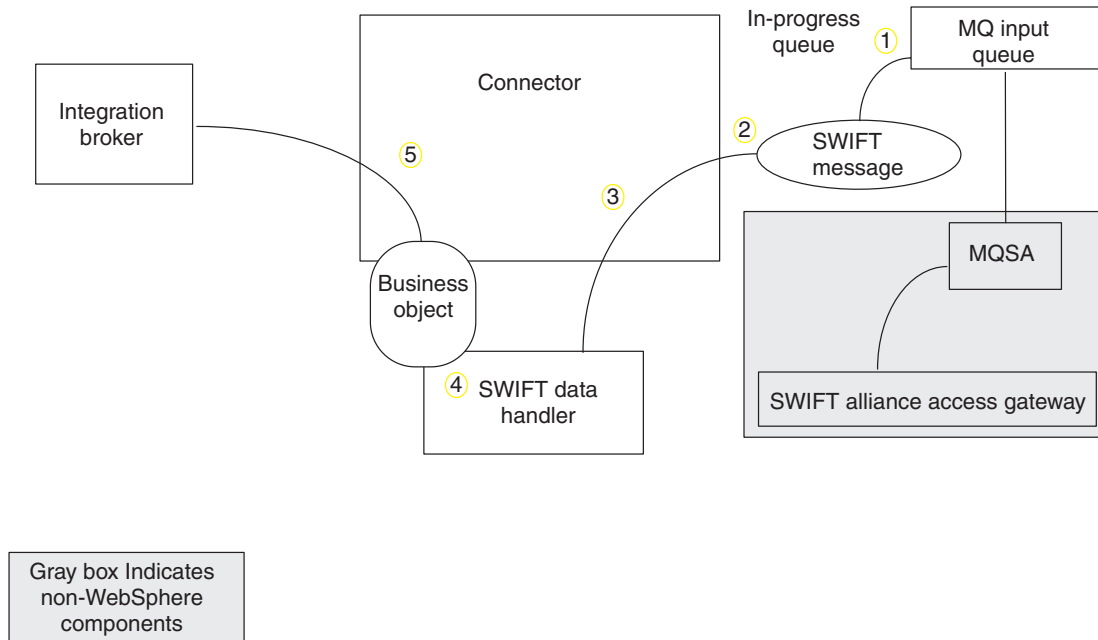 In-progress
queue
1
MQ input
queue
Connector
Integration
broker
2
SWIFT
message
5
3
MQSA
Business
object
4
SWIFT data
handler
SWIFT alliance access gateway
Gray box Indicates
non-WebSphere
components